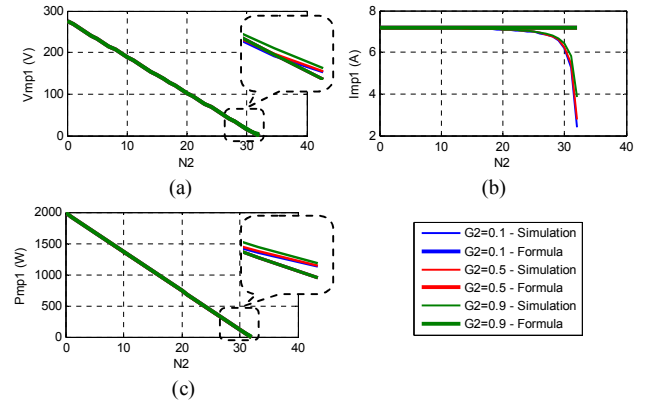 300
200
100
0
Vmp1 (V)
0 10 20 30 40
N2
(a)
8
6
4
2
Imp1 (A)
0 10 20 30 40
N2
(b)
2000
1500
1000
500
0
Pmp1 (W)
0 10 20 30 40
N2
(c)
G2=0.1 - Simulation
G2=0.1 - Formula
G2=0.5 - Simulation
G2=0.5 - Formula
G2=0.9 - Simulation
G2=0.9 - Formula